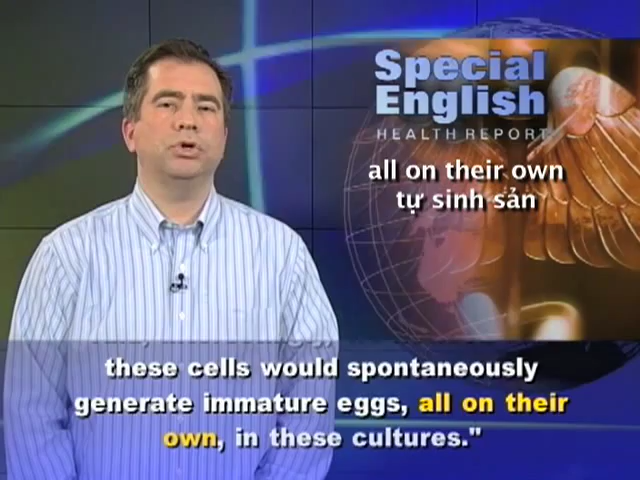 Special
English
HEALTH REPORT
all on their own
tự sinh sản
these cells would spontaneously
generate immature eggs, all on their
own, in these cultures."